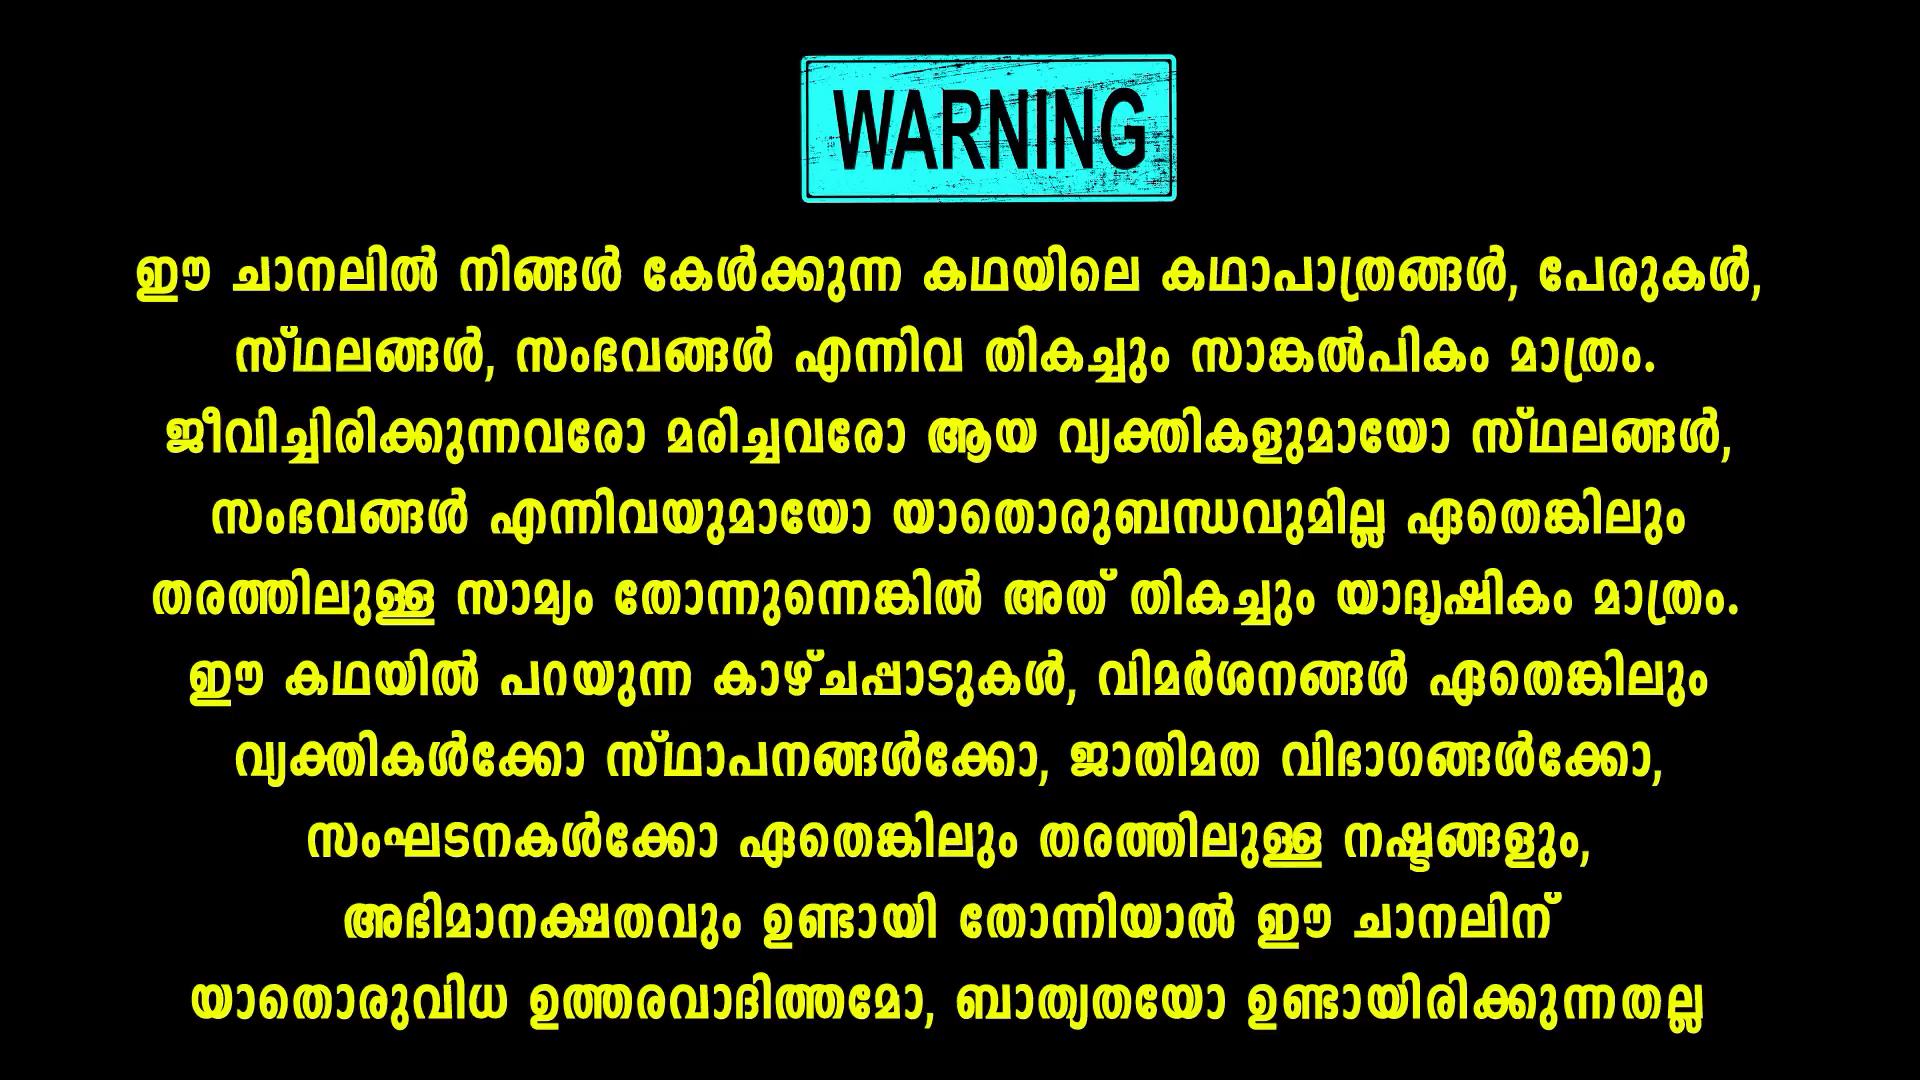 WARNING
ഈ ചാനലിൽ നിങ്ങൾ കേൾക്കുന്ന കഥയിലെ കഥാപാത്രങ്ങൾ, പേരുകൾ,
സ്ഥലങ്ങൾ, സംഭവങ്ങൾ എന്നിവ തികച്ചും സാങ്കൽപികം മാത്രം.
ജീവിച്ചിരിക്കുന്നവരോ മരിച്ചവരോ ആയ വ്യക്തികളുമായോ സ്ഥലങ്ങൾ,
സംഭവങ്ങൾ എന്നിവയുമായോ യാതൊരുബന്ധവുമില്ല ഏതെങ്കിലും
തരത്തിലുള്ള സാമ്യം തോന്നുന്നെങ്കിൽ അത് തികച്ചും യാദൃഷികം മാത്രം.
ഈ കഥയിൽ പറയുന്ന കാഴ്ചപ്പാടുകൾ, വിമർശനങ്ങൾ ഏതെങ്കിലും
വ്യക്തികൾക്കോ സ്ഥാപനങ്ങൾക്കോ, ജാതിമത വിഭാഗങ്ങൾക്കോ,
സംഘടനകൾക്കോ ഏതെങ്കിലും തരത്തിലുള്ള നഷ്ടങ്ങളും,
അഭിമാനക്ഷതവും ഉണ്ടായി തോന്നിയാൽ ഈ ചാനലിന്
യാതൊരുവിധ ഉത്തരവാദിത്തമോ, ബാത്യതയോ ഉണ്ടായിരിക്കുന്നതല്ല